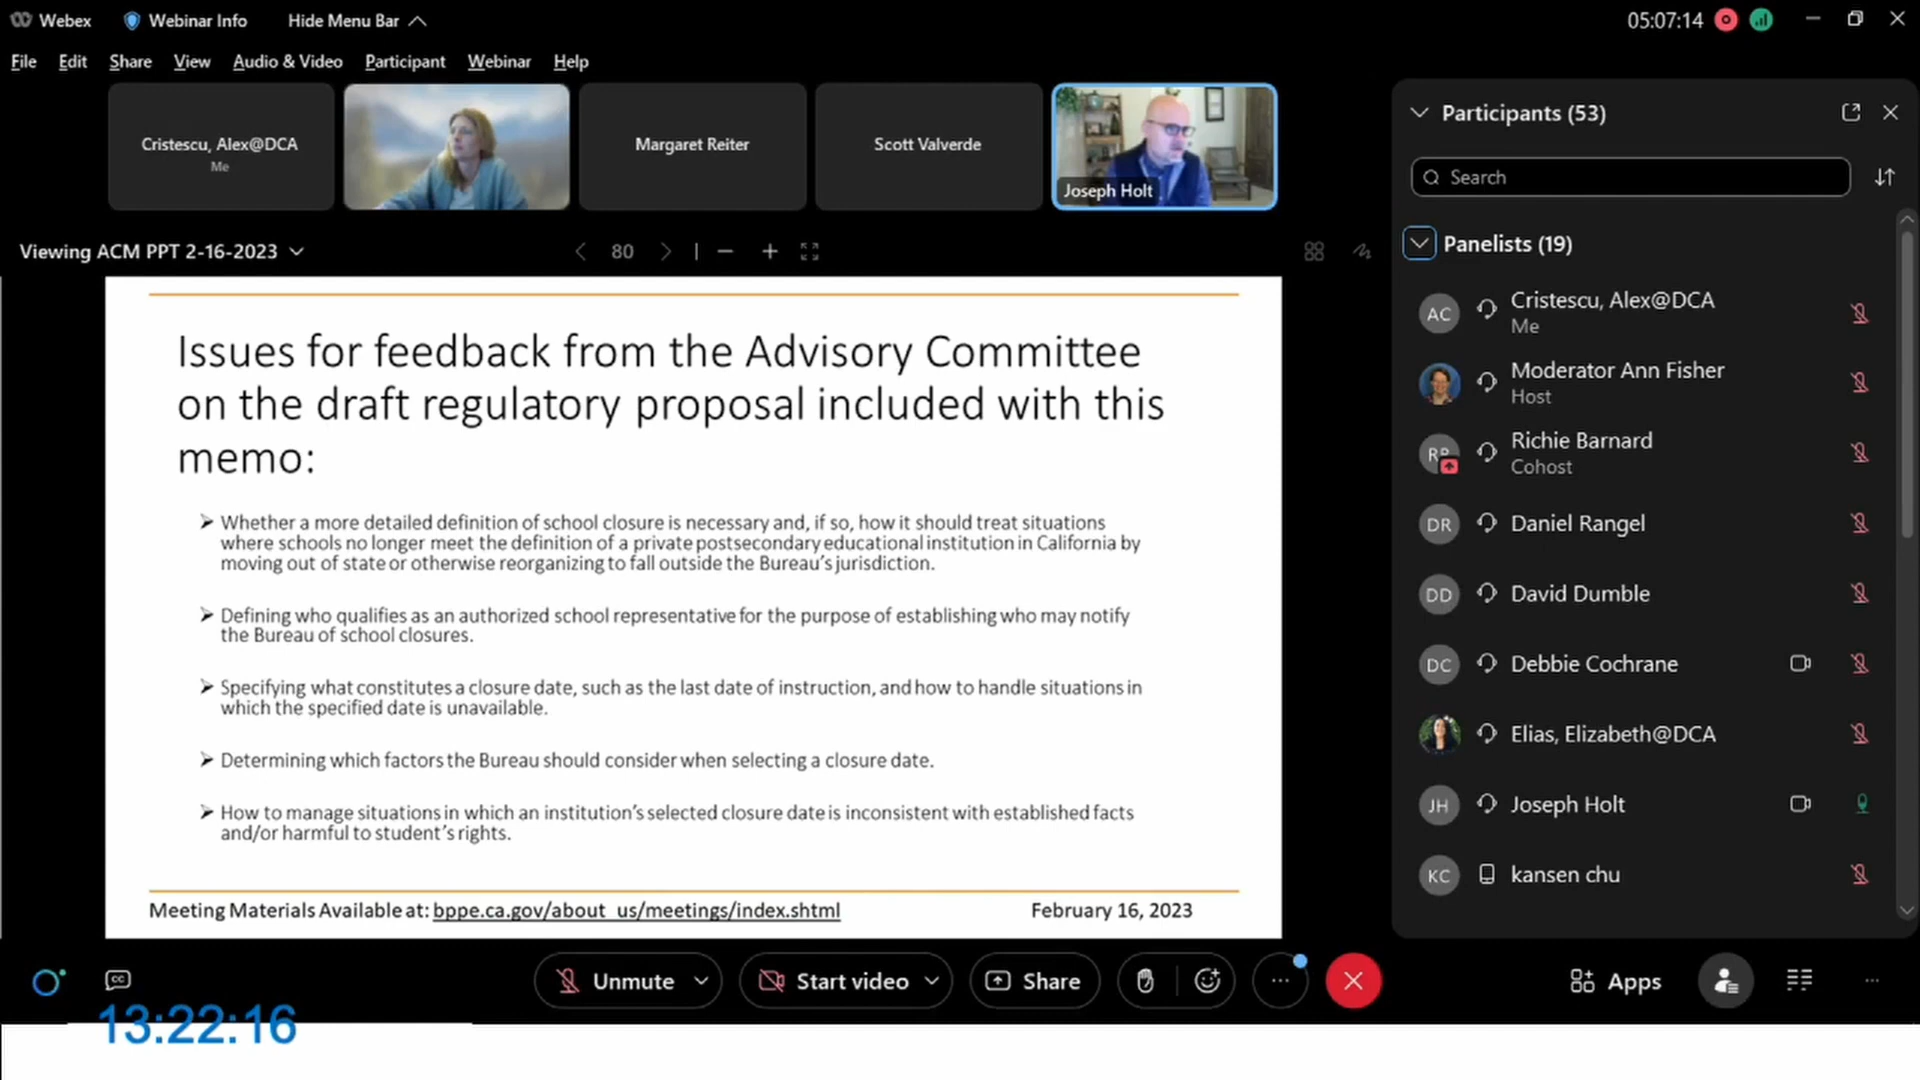 Webex
Webinar Info
Hide Menu Bar
05:07:14
File Edit Share View Audio & Video Participant Webinar Help
Cristescu, Alex@DCA
Me
Margaret Reiter
Scott Valverde
Joseph Holt
Participants (53)
Search
Viewing ACM PPT 2-16-2023
80
Panelists (19)
Issues for feedback from the Advisory Committee
on the draft regulatory proposal included with this
memo:
➢ Whether a more detailed definition of school closure is necessary and, if so, how it should treat situations
where schools no longer meet the definition of a private postsecondary educational institution in California by
moving out of state or otherwise reorganizing to fall outside the Bureau's jurisdiction.
➢ Defining who qualifies as an authorized school representative for the purpose of establishing who may notify
the Bureau of school closures.
➢ Specifying what constitutes a closure date, such as the last date of instruction, and how to handle situations in
which the specified date is unavailable.
➢ Determining which factors the Bureau should consider when selecting a closure date.
➢ How to manage situations in which an institution's selected closure date is inconsistent with established facts
and/or harmful to student's rights.
Meeting Materials Available at: bppe.ca.gov/about_us/meetings/index.shtml
February 16, 2023
AC Cristescu, Alex@DCA
Me
Moderator Ann Fisher
Host
Richie Barnard
Cohost
DR Daniel Rangel
DD David Dumble
DC Debbie Cochrane
Elias, Elizabeth@DCA
JH Joseph Holt
KC kansen chu
CC
Unmute
Start video
Share
Apps
13:22:16